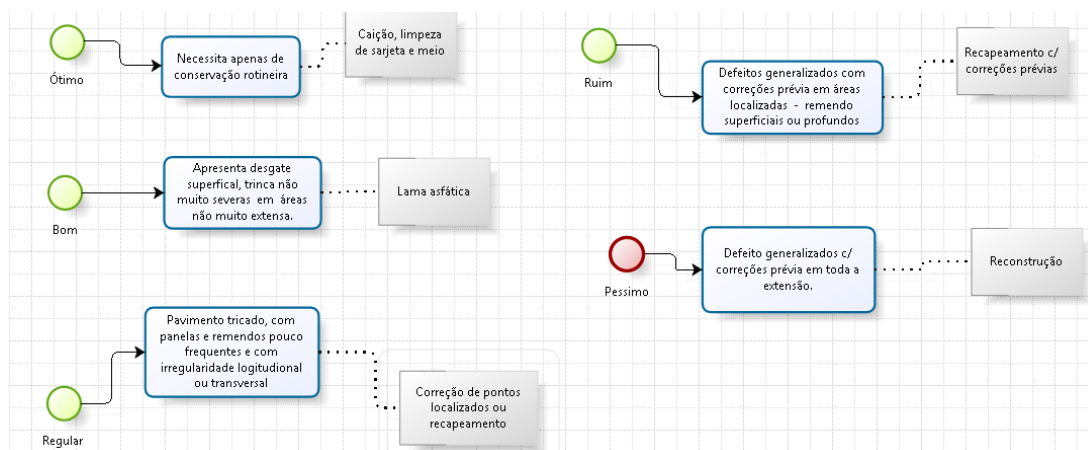 Ótimo
Necessita apenas de
conservação rotineira
Caição, limpeza
de sarjeta e meio
Bom
Apresenta desgate
superfical, trinca não
muito severas em áreas
não muito extensa.
Lama asfática
Regular
Pavimento tricado, com
panelas e remendos pouco
frequentes e com
irregularidade logitudional
ou transversal
Correção de pontos
localizados ou
recapeamento
Ruim
Defeitos generalizados com
correções prévia em áreas
localizadas - remendo
superficiais ou profundos
Recapeamento c/
correções prévias
Pessimo
Defeito generalizados c/
correções prévia em toda a
extensão.
Reconstrução